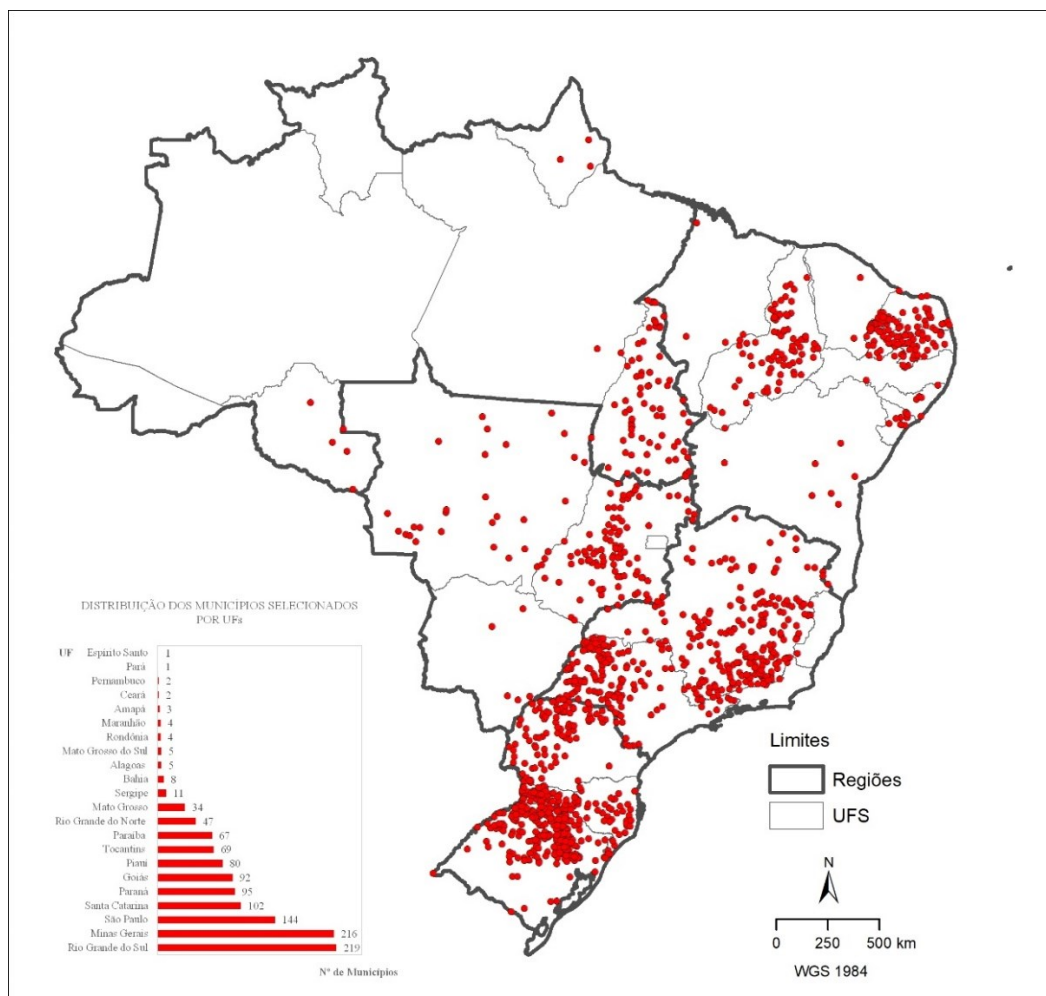 DISTRIBUIÇÃO DOS MUNICÍPIOS SELECIONADOS
POR UFs
UF Espírito Santo 1
Pará 1
Pernambuco 2
Ceará 2
Amapá 3
Maranhão 4
Rondônia 4
Mato Grosso do Sul 5
Alagoas 5
Bahia 8
Sergipe 11
Mato Grosso 34
Rio Grande do Norte 47
Paraíba 67
Tocantins 69
Piauí 80
Goiás 92
Paraná 95
Santa Catarina 102
São Paulo 144
Minas Gerais 216
Rio Grande do Sul 219
Nº de Municípios
Limites
Regiões
UFS
N
0 250 500 km
WGS 1984